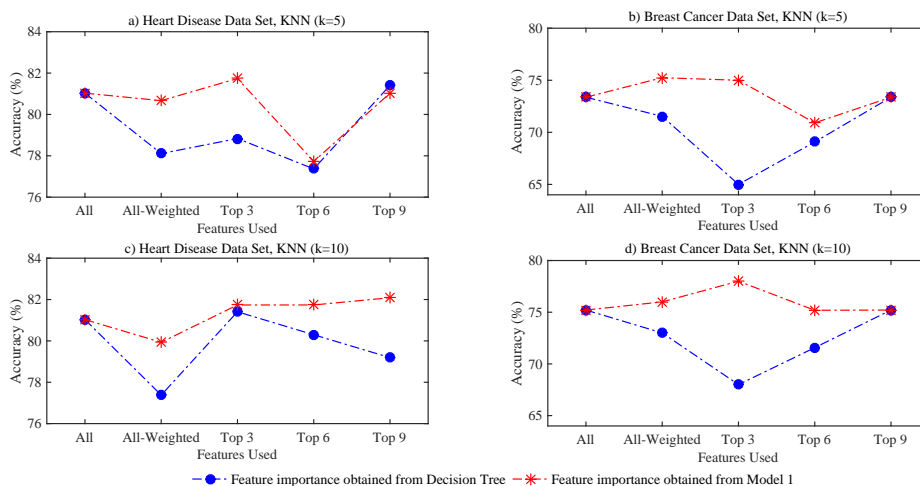 a) Heart Disease Data Set, KNN (k=5)
84
82
80
78
76
Accuracy (%)
All All-Weighted Top 3 Top 6 Top 9
Features Used
b) Breast Cancer Data Set, KNN (k=5)
80
75
70
65
Accuracy (%)
All All-Weighted Top 3 Top 6 Top 9
Features Used
c) Heart Disease Data Set, KNN (k=10)
84
82
80
78
76
Accuracy (%)
All All-Weighted Top 3 Top 6 Top 9
Features Used
d) Breast Cancer Data Set, KNN (k=10)
80
75
70
65
Accuracy (%)
All All-Weighted Top 3 Top 6 Top 9
Features Used
Feature importance obtained from Decision Tree Feature importance obtained from Model 1